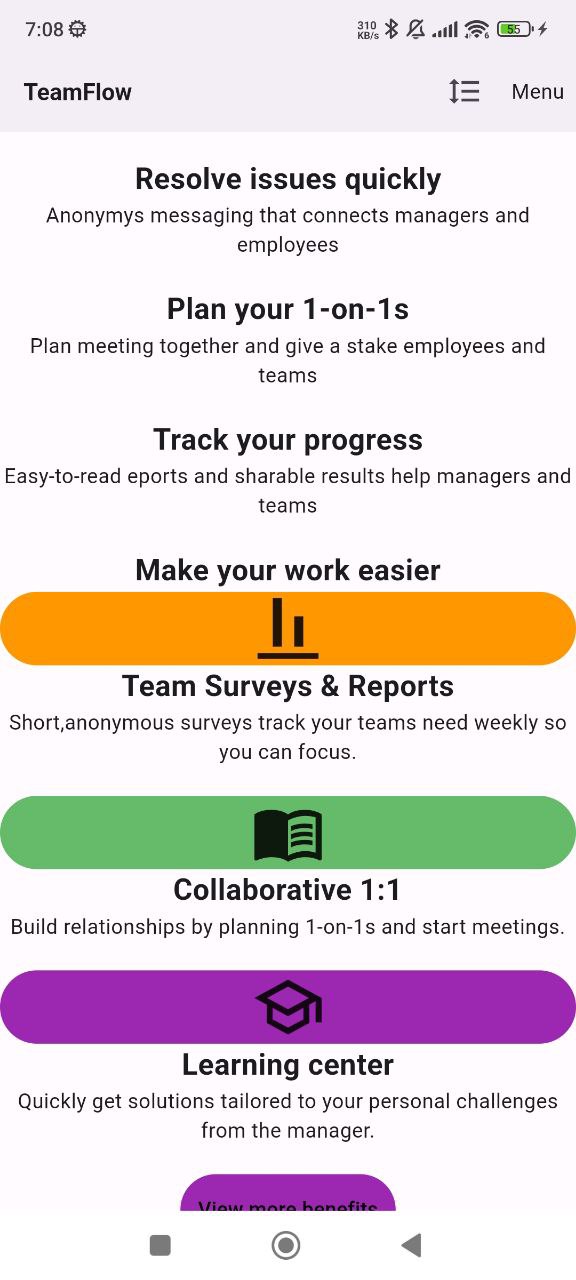 7:08
310
KB/s
6
55
TeamFlow
Menu
Resolve issues quickly
Anonymys messaging that connects managers and
employees
Plan your 1-on-1s
Plan meeting together and give a stake employees and
teams
Track your progress
Easy-to-read eports and sharable results help managers and
teams
Make your work easier
Team Surveys & Reports
Short,anonymous surveys track your teams need weekly so
you can focus.
Collaborative 1:1
Build relationships by planning 1-on-1s and start meetings.
Learning center
Quickly get solutions tailored to your personal challenges
from the manager.
View more benefits